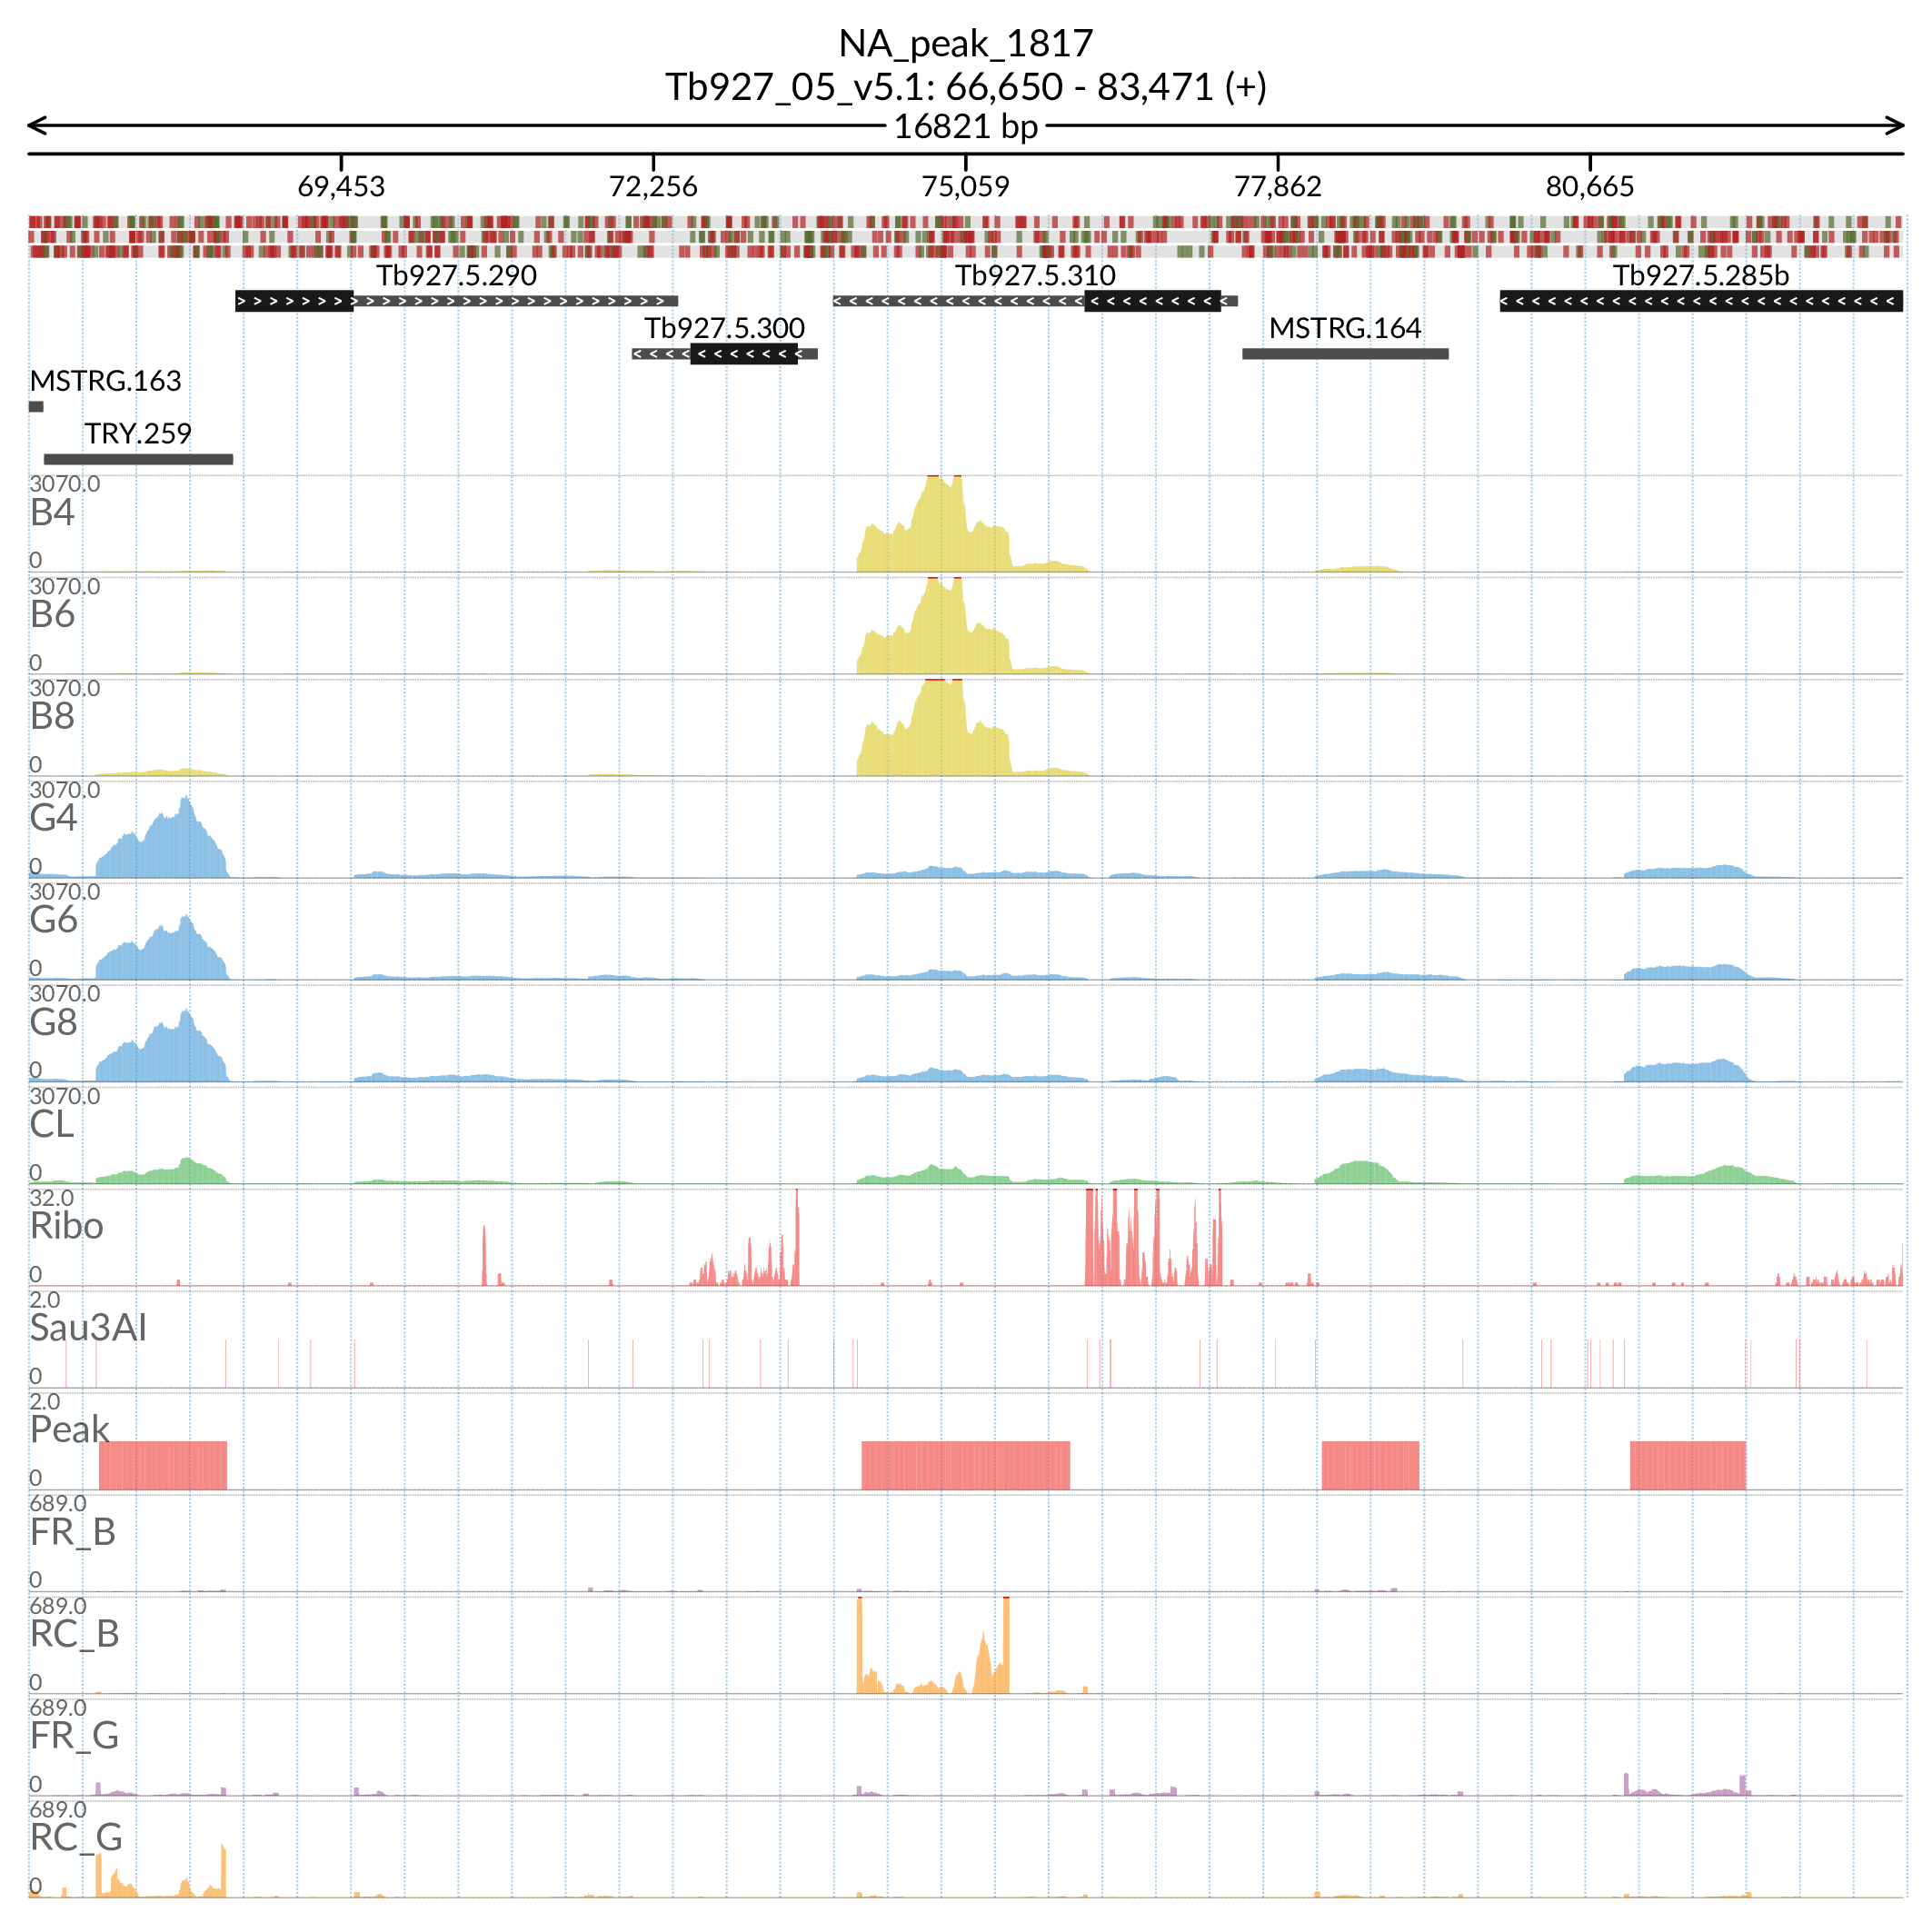 NA_peak_1817
Tb927_05_v5.1: 66,650 - 83,471 (+)
16821 bp
69,453 72,256 75,059 77,862 80,665
Tb927.5.290 Tb927.5.310 Tb927.5.285b
Tb927.5.300 MSTRG.164
MSTRG.163
TRY.259
3070.0
B4
0
3070.0
B6
0
3070.0
B8
0
3070.0
G4
0
3070.0
G6
0
3070.0
G8
0
3070.0
CL
0
32.0
Ribo
0
2.0
Sau3AI
0
2.0
Peak
0
689.0
FR_B
0
689.0
RC_B
0
689.0
FR_G
0
689.0
RC_G
0